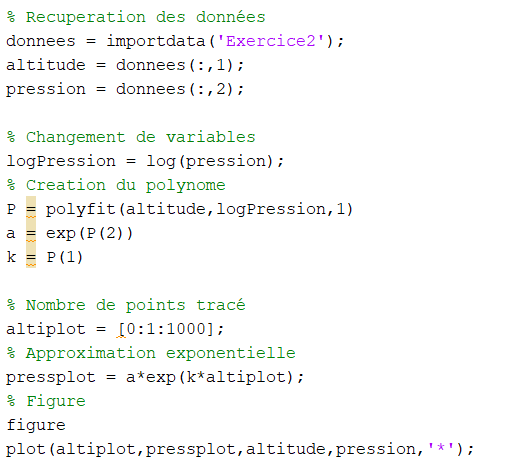 % Recuperation des données
donnees = importdata('Exercice2');
altitude = donnees(:,1);
pression = donnees(:,2);
% Changement de variables
logPression = log(pression);
% Creation du polynome
P = polyfit(altitude,logPression,1)
a = exp(P(2))
k = P(1)
% Nombre de points tracé
altiplot = [0:1:1000];
% Approximation exponentielle
pressplot = a*exp(k*altiplot);
% Figure
figure
plot(altiplot,pressplot,altitude,pression,'*');